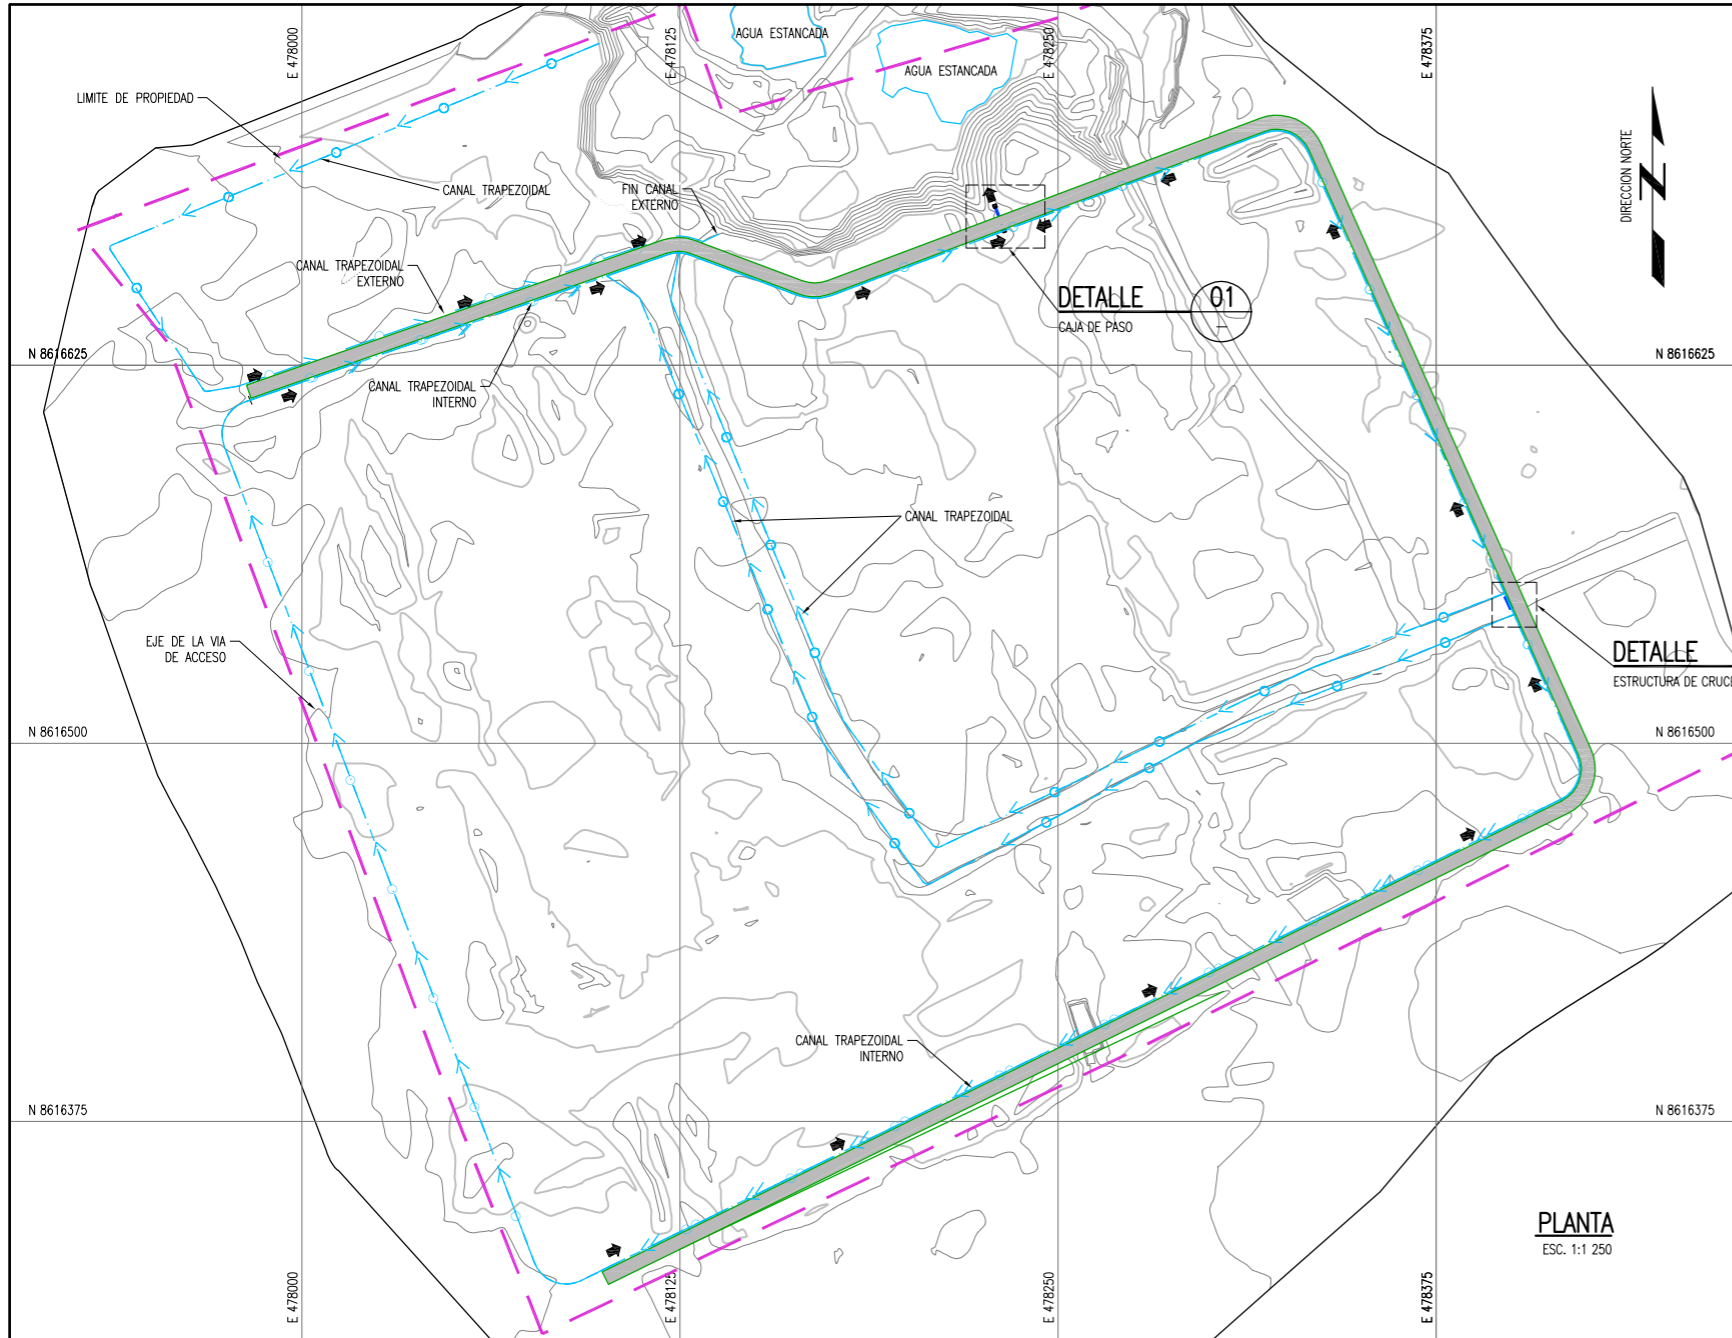 E 478000
E 478125
E 478250
E 478375
AGUA ESTANCADA
AGUA ESTANCADA
LIMITE DE PROPIEDAD
CANAL TRAPEZOIDAL
FIN CANAL
EXTERNO
DIRECCION NORTE
N
CANAL TRAPEZOIDAL
EXTERNO
DETALLE 01
CAJA DE PASO
–
N 8616625
N 8616625
CANAL TRAPEZOIDAL
INTERNO
CANAL TRAPEZOIDAL
EJE DE LA VIA
DE ACCESO
DETALLE
ESTRUCTURA DE CRUCE
N 8616500
N 8616500
CANAL TRAPEZOIDAL
INTERNO
N 8616375
N 8616375
PLANTA
ESC. 1:1 250
E 478000
E 478125
E 478250
E 478375